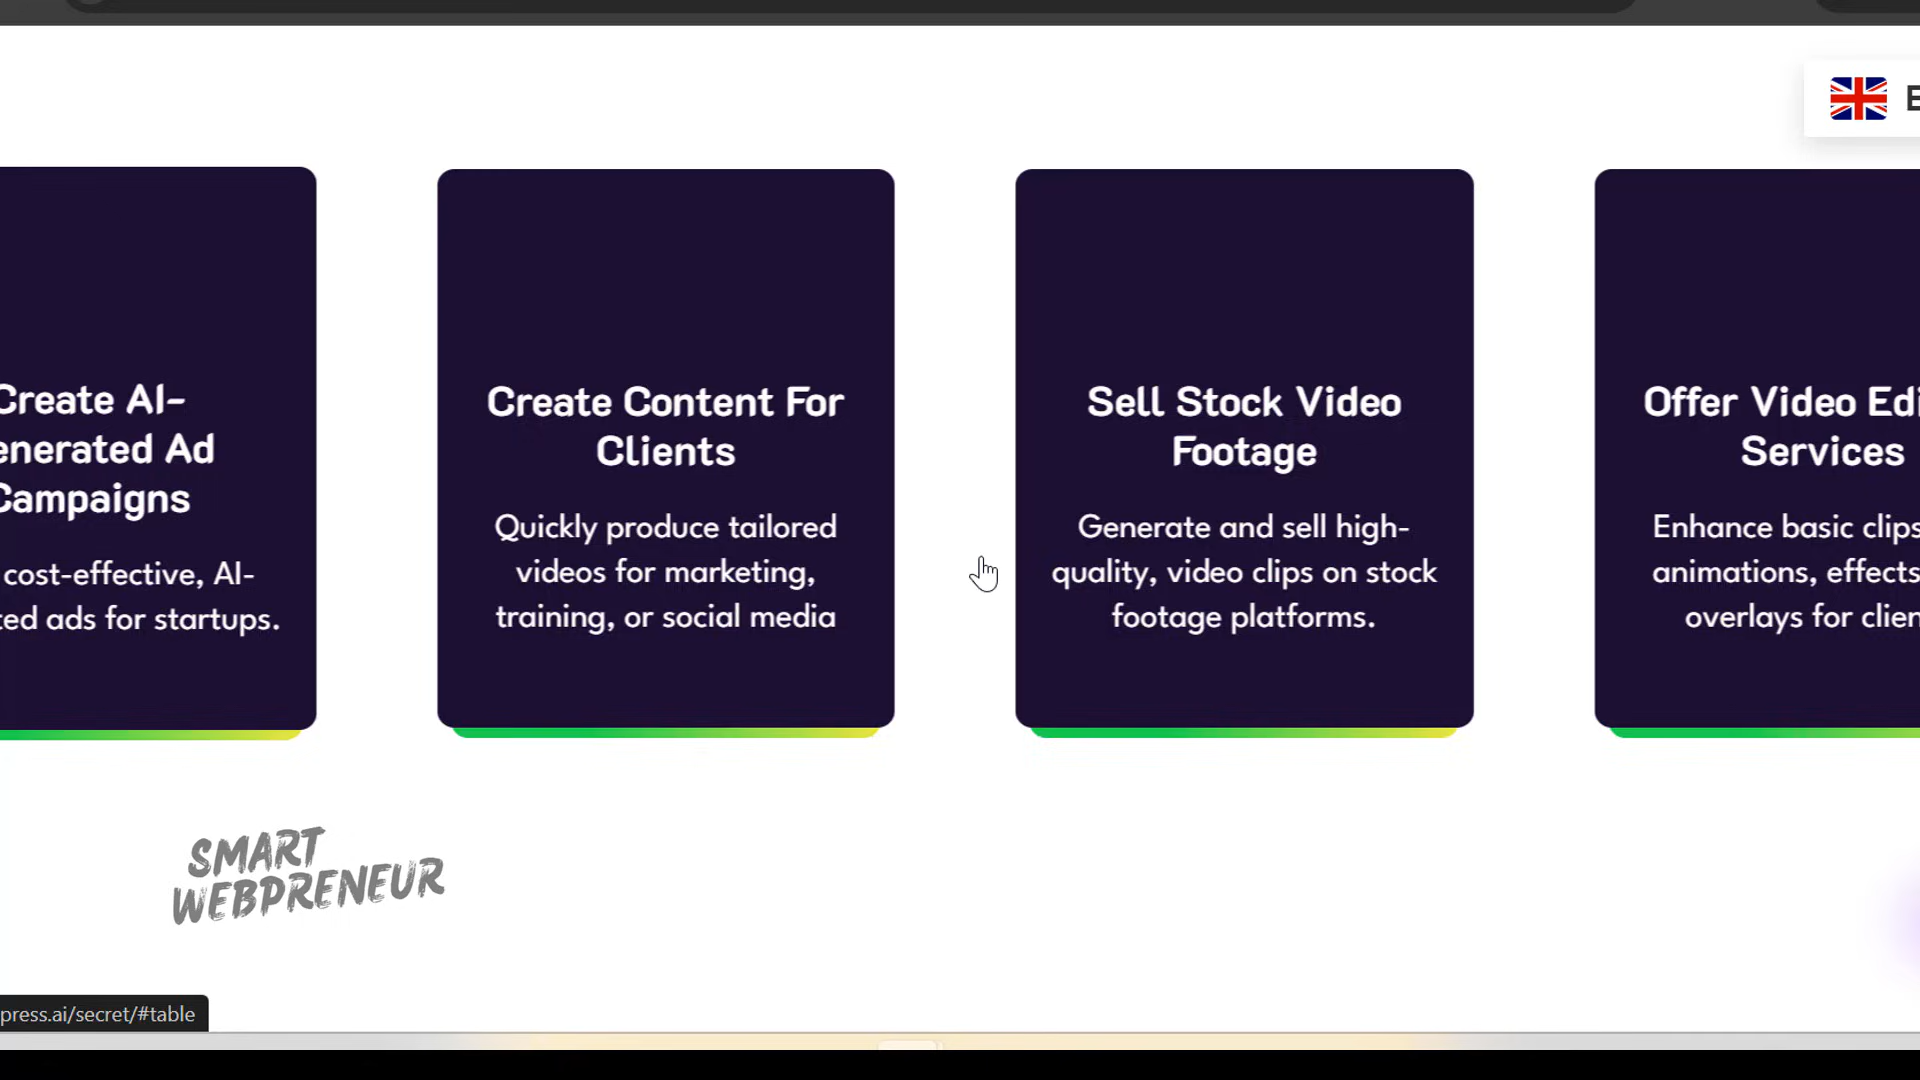 E
Create AI-
enerated Ad
Campaigns
cost-effective, AI-
ted ads for startups.
Create Content For
Clients
Quickly produce tailored
videos for marketing,
training, or social media
Sell Stock Video
Footage
Generate and sell high-
quality, video clips on stock
footage platforms.
Offer Video Edi
Services
Enhance basic clips
animations, effects
overlays for clien
SMART
WEBPRENEUR
press.ai/secret/#table